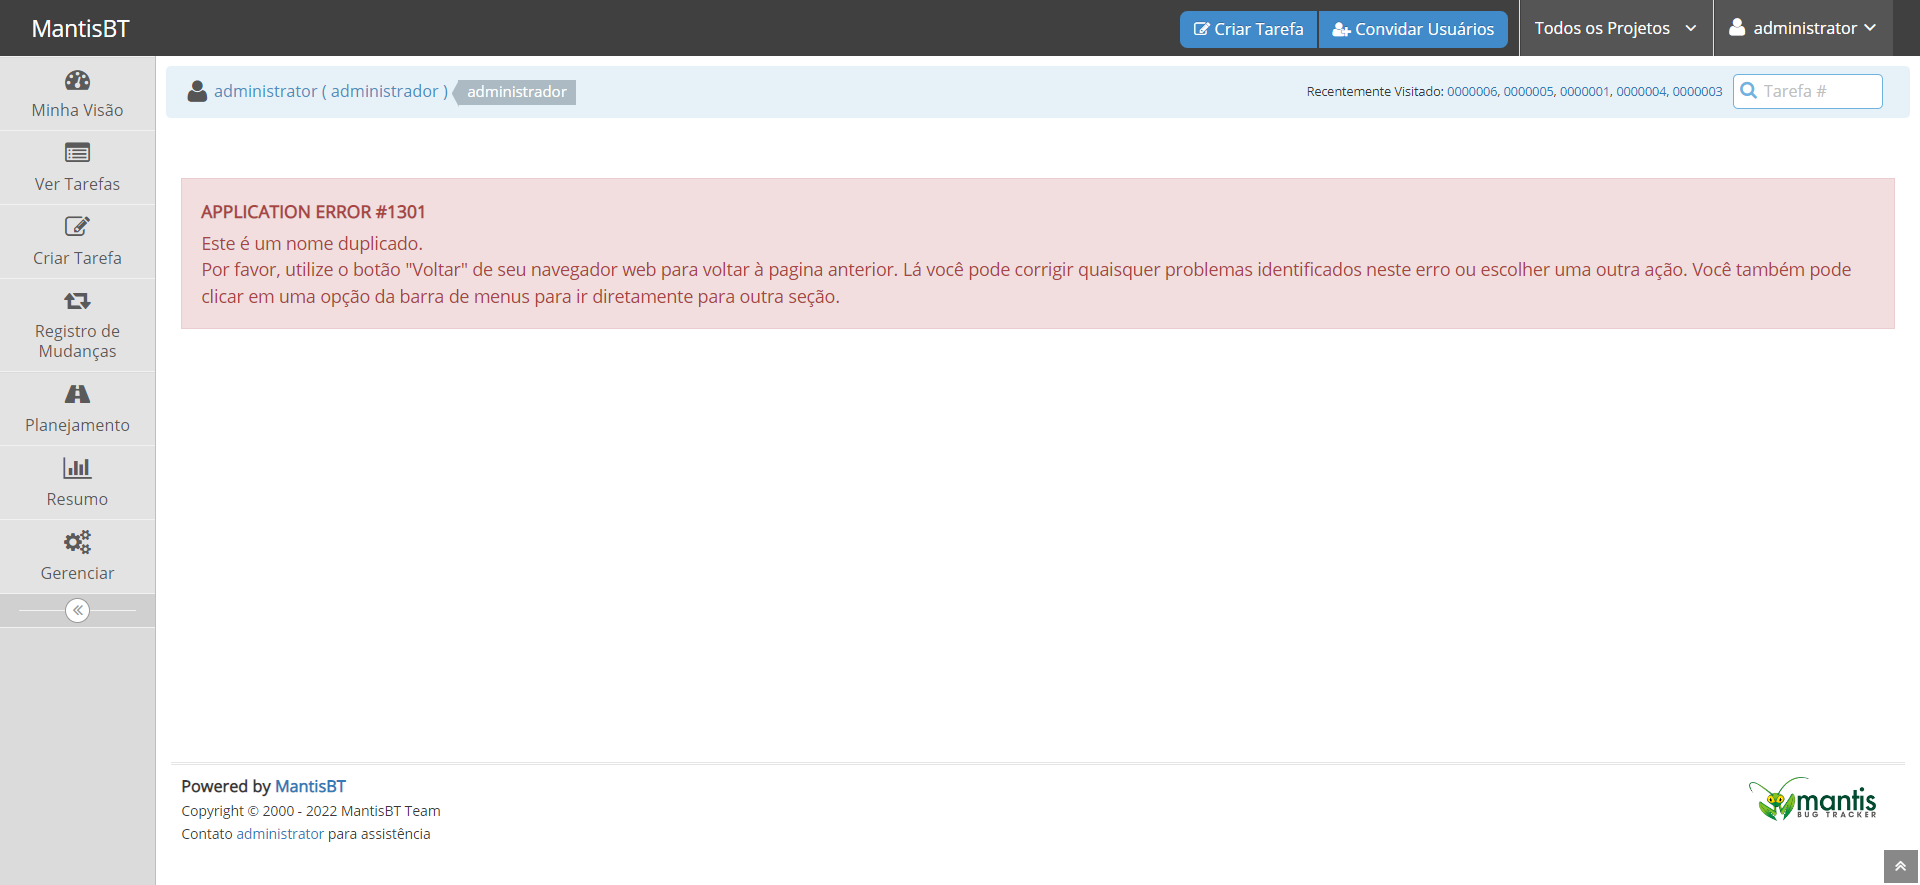 MantisBT
Criar Tarefa
Convidar Usuários
Todos os Projetos
administrator
Minha Visão
Ver Tarefas
Criar Tarefa
Registro de
Mudanças
Planejamento
Resumo
Gerenciar
administrator ( administrador )
administrador
Recentemente Visitado: 0000006, 0000005, 0000001, 0000004, 0000003
Tarefa #
APPLICATION ERROR #1301
Este é um nome duplicado.
Por favor, utilize o botão "Voltar" de seu navegador web para voltar à pagina anterior. Lá você pode corrigir quaisquer problemas identificados neste erro ou escolher uma outra ação. Você também pode
clicar em uma opção da barra de menus para ir diretamente para outra seção.
Powered by MantisBT
Copyright © 2000 - 2022 MantisBT Team
Contato administrator para assistência
mantis
BUG TRACKER